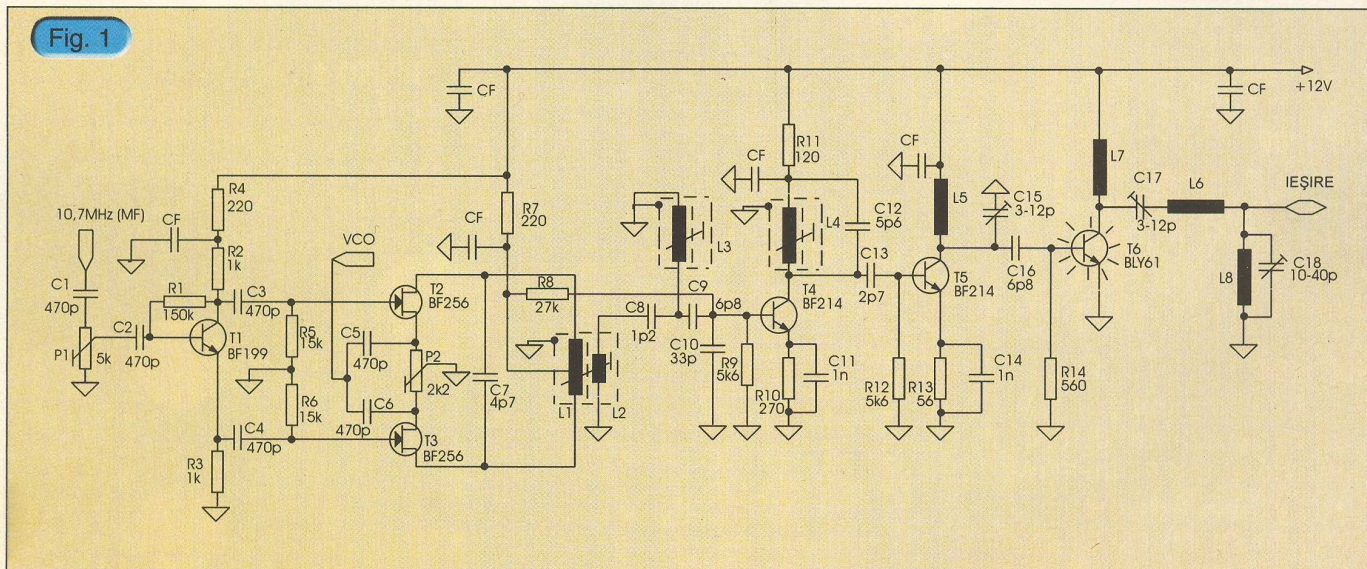 Fig. 1
CF
+12V
CF
R11
120
L7
CF
CF
L5
C15
3-12p
C17
3-12p
L6
IEŞIRE
10,7MHz (MF)
R4
220
CF
R2
1k
VCO
CF
R7
220
L3
L4
C12
5p6
C13
2p7
C16
6p8
T6
BLY61
L8
C18
10-40p
C1
470p
R1
150k
C3
470p
T2
BF256
R8
27k
C8
1p2
C9
6p8
T4
BF214
T5
BF214
P1
5k
C2
470p
T1
BF199
R5
15k
C5
470p
P2
2k2
C7
4p7
L1
L2
C10
33p
R9
5k6
R10
270
C11
1n
R12
5k6
R13
56
C14
1n
R14
560
R6
15k
C6
470p
C4
470p
T3
BF256
R3
1k